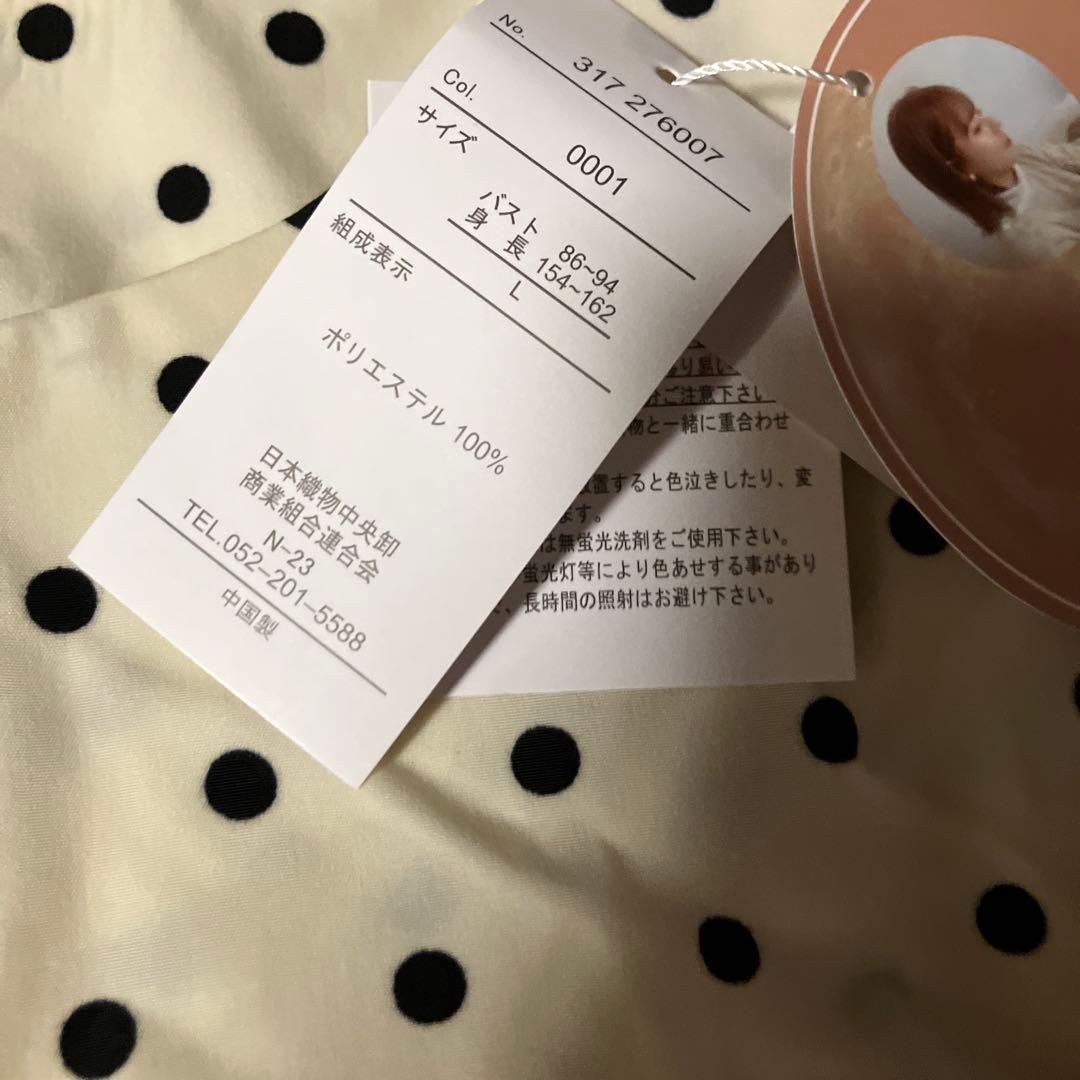 No. 317 276007
Col. 0001
サイズ
バスト 86~94
身長 154~162
L
組成表示
ポリエステル 100%
日本織物中央卸
商業組合連合会
N-23
TEL.052-201-5588
中国製
り易い
ご注意下さい
物と一緒に重合わせ
置すると色泣きしたり、変
ます。
は無蛍光洗剤をご使用下さい。
蛍光灯等により色あせする事があり
、長時間の照射はお避け下さい。